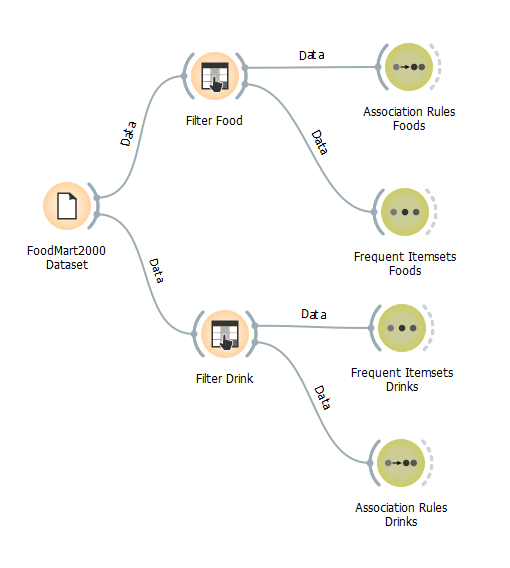 Data
Association Rules
Foods
Filter Food
Data
Data
Frequent Itemsets
Foods
FoodMart2000
Dataset
Data
Data
Frequent Itemsets
Drinks
Filter Drink
Data
Association Rules
Drinks